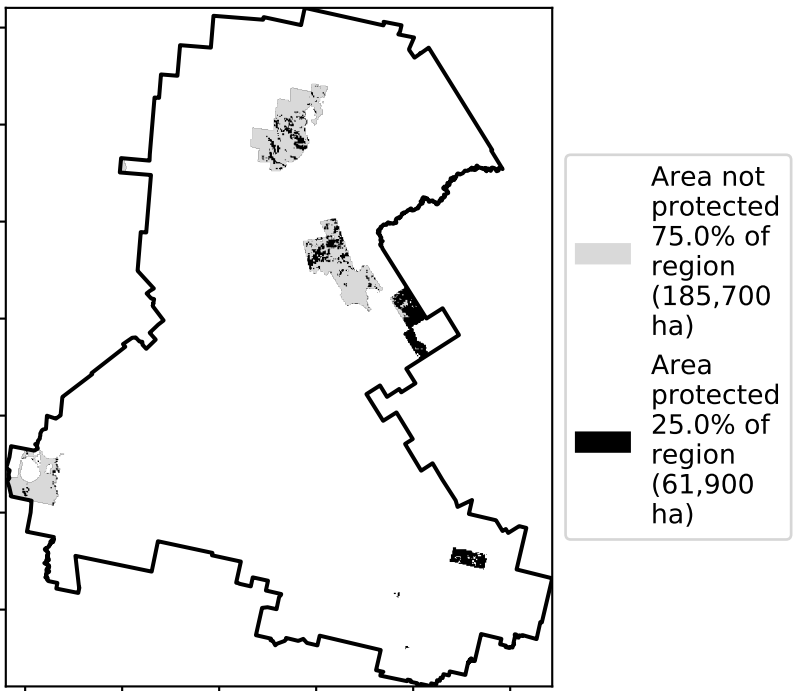 Area not
protected
75.0% of
region
(185,700
ha)
Area
protected
25.0% of
region
(61,900
ha)